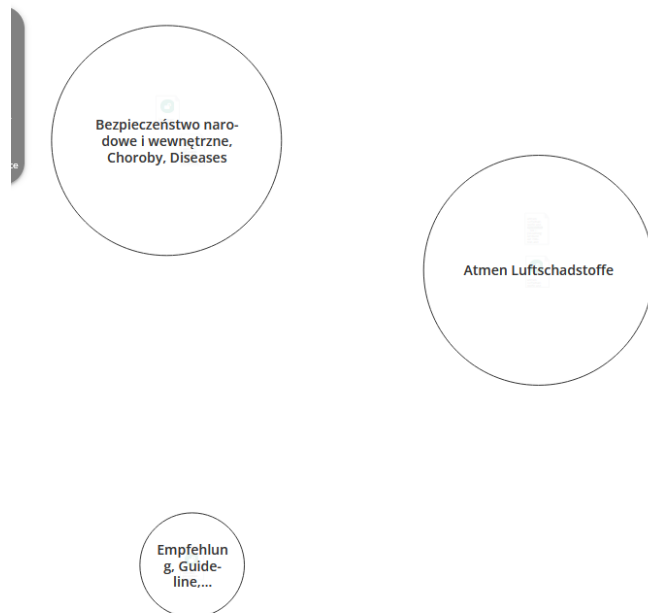 Bezpieczeństwo naro-
dowe i wewnętrzne,
Choroby, Diseases
Atmen Luftschadstoffe
Empfehlun
g, Guide-
line,...